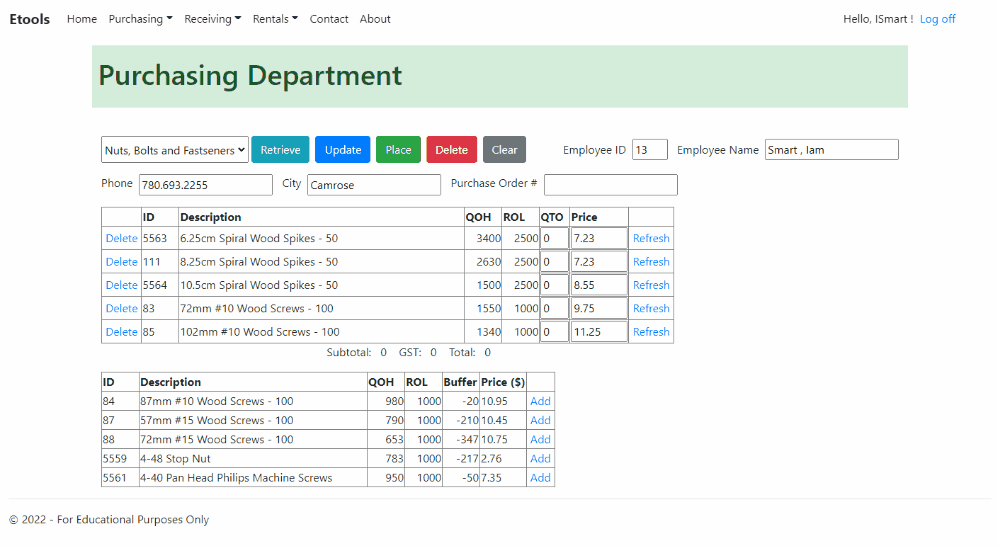 Etools Home Purchasing Receiving Rentals Contact About Hello, ISmart ! Log off
Purchasing Department
Nuts, Bolts and Fastseners Retrieve Update Place Delete Clear Employee ID 13 Employee Name Smart , Iam
Phone 780.693.2255 City Camrose Purchase Order #
ID Description QOH ROL QTO Price
Delete 5563 6.25cm Spiral Wood Spikes - 50 3400 2500 0 7.23 Refresh
Delete 111 8.25cm Spiral Wood Spikes - 50 2630 2500 0 7.23 Refresh
Delete 5564 10.5cm Spiral Wood Spikes - 50 1500 2500 0 8.55 Refresh
Delete 83 72mm #10 Wood Screws - 100 1550 1000 0 9.75 Refresh
Delete 85 102mm #10 Wood Screws - 100 1340 1000 0 11.25 Refresh
Subtotal: 0 GST: 0 Total: 0
ID Description QOH ROL Buffer Price ($)
84 87mm #10 Wood Screws - 100 980 1000 -20 10.95 Add
87 57mm #15 Wood Screws - 100 790 1000 -210 10.45 Add
88 72mm #15 Wood Screws - 100 653 1000 -347 10.75 Add
5559 4-48 Stop Nut 783 1000 -217 2.76 Add
5561 4-40 Pan Head Philips Machine Screws 950 1000 -50 7.35 Add
© 2022 - For Educational Purposes Only